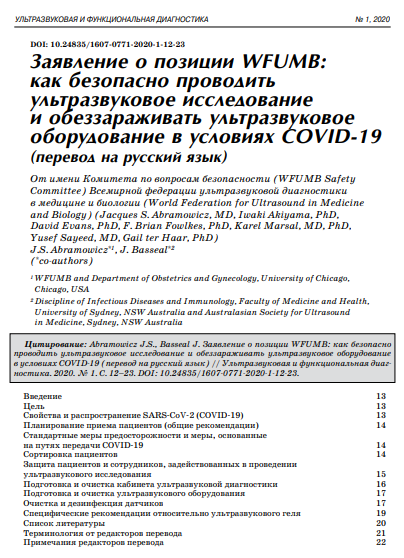 УЛЬТРАЗВУКОВАЯ И ФУНКЦИОНАЛЬНАЯ ДИАГНОСТИКА № 1, 2020
DOI: 10.24835/1607-0771-2020-1-12-23
Заявление о позиции WFUMB:
как безопасно проводить
ультразвуковое исследование
и обеззараживать ультразвуковое
оборудование в условиях COVID-19
(перевод на русский язык)
От имени Комитета по вопросам безопасности (WFUMB Safety
Committee) Всемирной федерации ультразвуковой диагностики
в медицине и биологии (World Federation for Ultrasound in Medicine
and Biology) (Jacques S. Abramowicz, MD, Iwaki Akiyama, PhD,
David Evans, PhD, F. Brian Fowlkes, PhD, Karel Marsal, MD, PhD,
Yusef Sayeed, MD, Gail ter Haar, PhD)
J.S. Abramowicz*¹, J. Basseal*²
(*co-authors)
¹ WFUMB and Department of Obstetrics and Gynecology, University of Chicago,
Chicago, USA
² Discipline of Infectious Diseases and Immunology, Faculty of Medicine and Health,
University of Sydney, NSW Australia and Australasian Society for Ultrasound
in Medicine, Sydney, NSW Australia
Цитирование: Abramowicz J.S., Basseal J. Заявление о позиции WFUMB: как безопасно
проводить ультразвуковое исследование и обеззараживать ультразвуковое оборудование
в условиях COVID-19 (перевод на русский язык) // Ультразвуковая и функциональная диаг-
ностика. 2020. № 1. С. 12–23. DOI: 10.24835/1607-0771-2020-1-12-23.
Введение 13
Цель 13
Свойства и распространение SARS-CoV-2 (COVID-19) 13
Планирование приема пациентов (общие рекомендации) 14
Стандартные меры предосторожности и меры, основанные
на путях передачи COVID-19 14
Сортировка пациентов 14
Защита пациентов и сотрудников, задействованных в проведении
ультразвукового исследования 15
Подготовка и очистка кабинета ультразвуковой диагностики 16
Подготовка и очистка ультразвукового оборудования 17
Очистка и дезинфекция датчиков 17
Специфические рекомендации относительно ультразвукового геля 19
Список литературы 20
Терминология от редакторов перевода 21
Примечания редакторов перевода 22